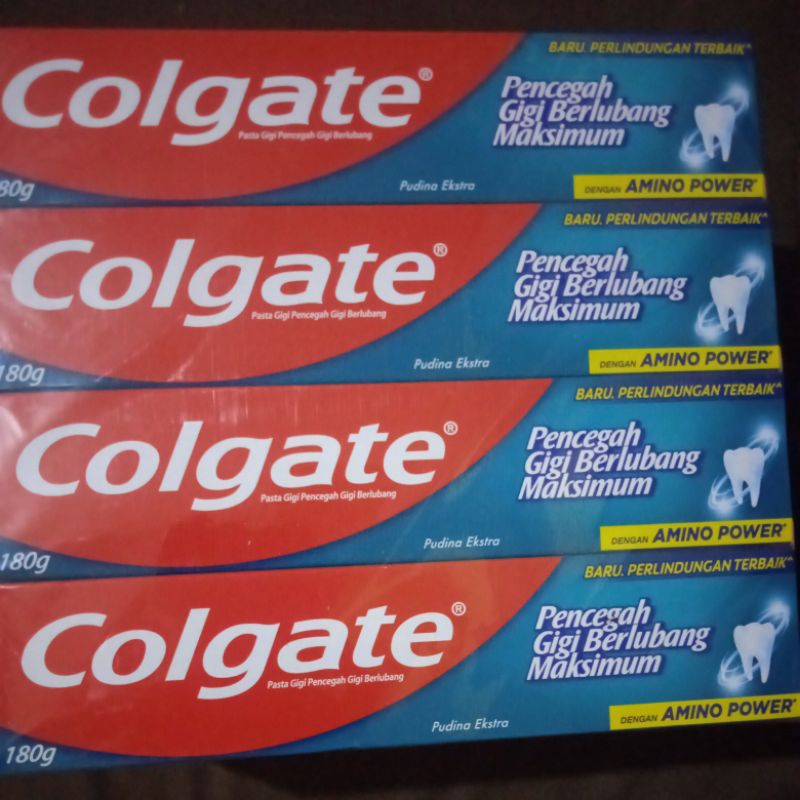 BARU. PERLINDUNGAN TERBAIK^
Colgate®
Pasta Gigi Pencegah Gigi Berlubang
Pencegah
Gigi Berlubang
Maksimum
80g
Pudina Ekstra
DENGAN AMINO POWER*
BARU. PERLINDUNGAN TERBAIK^
Colgate®
Pasta Gigi Pencegah Gigi Berlubang
Pencegah
Gigi Berlubang
Maksimum
180g
Pudina Ekstra
DENGAN AMINO POWER*
BARU. PERLINDUNGAN TERBAIK^
Colgate®
Pasta Gigi Pencegah Gigi Berlubang
Pencegah
Gigi Berlubang
Maksimum
180g
Pudina Ekstra
DENGAN AMINO POWER*
BARU. PERLINDUNGAN TERBAIK^
Colgate®
Pasta Gigi Pencegah Gigi Berlubang
Pencegah
Gigi Berlubang
Maksimum
180g
Pudina Ekstra
DENGAN AMINO POWER*